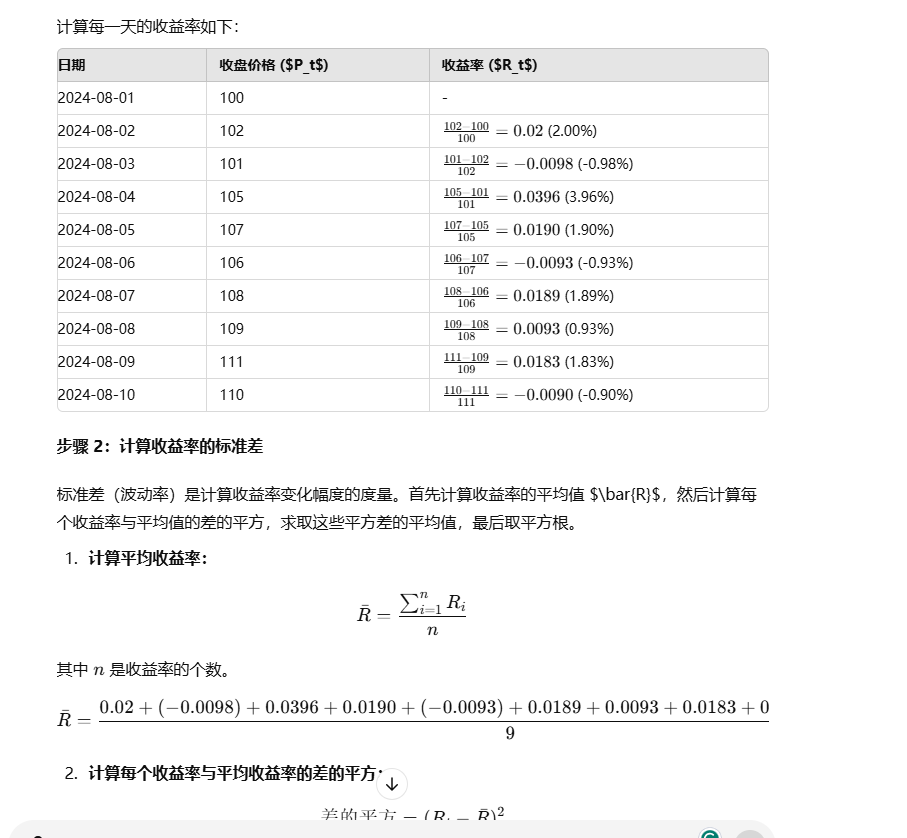 计算每一天的收益率如下：
日期 收盘价格 ($P_t$) 收益率 ($R_t$)
2024-08-01 100 -
2024-08-02 102 \frac{102-100}{100} = 0.02 (2.00%)
2024-08-03 101 \frac{101-102}{102} = −0.0098 (-0.98%)
2024-08-04 105 \frac{105-101}{101} = 0.0396 (3.96%)
2024-08-05 107 \frac{107-105}{105} = 0.0190 (1.90%)
2024-08-06 106 \frac{106-107}{107} = −0.0093 (-0.93%)
2024-08-07 108 \frac{108-106}{106} = 0.0189 (1.89%)
2024-08-08 109 \frac{109-108}{108} = 0.0093 (0.93%)
2024-08-09 111 \frac{111-109}{109} = 0.0183 (1.83%)
2024-08-10 110 \frac{110-111}{111} = −0.0090 (-0.90%)
步骤 2：计算收益率的标准差
标准差（波动率）是计算收益率变化幅度的度量。首先计算收益率的平均值 $\bar{R}$，然后计算每
个收益率与平均值的差的平方，求取这些平方差的平均值，最后取平方根。
1. 计算平均收益率：
\bar{R} = \frac{\sum_{i=1}^{n} R_i}{n}
其中 n 是收益率的个数。
\bar{R} = \frac{0.02 + (−0.0098) + 0.0396 + 0.0190 + (−0.0093) + 0.0189 + 0.0093 + 0.0183 + 0}{9}
2. 计算每个收益率与平均收益率的差的平方：
差的平方 = (R_i − \bar{R})^2